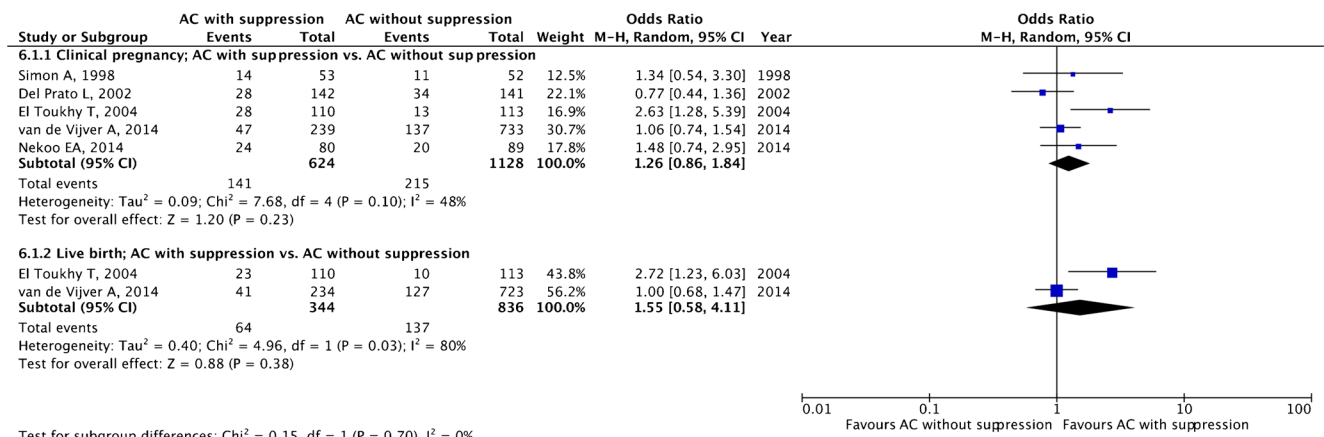 AC with suppression AC without suppression Odds Ratio Odds Ratio
Study or Subgroup Events Total Events Total Weight M-H, Random, 95% CI Year M-H, Random, 95% CI
6.1.1 Clinical pregnancy; AC with suppression vs. AC without suppression
Simon A, 1998 14 53 11 52 12.5% 1.34 [0.54, 3.30] 1998
Del Prato L, 2002 28 142 34 141 22.1% 0.77 [0.44, 1.36] 2002
El Toukhy T, 2004 28 110 13 113 16.9% 2.63 [1.28, 5.39] 2004
van de Vijver A, 2014 47 239 137 733 30.7% 1.06 [0.74, 1.54] 2014
Nekoo EA, 2014 24 80 20 89 17.8% 1.48 [0.74, 2.95] 2014
Subtotal (95% CI) 624 1128 100.0% 1.26 [0.86, 1.84]
Total events 141 215
Heterogeneity: Tau² = 0.09; Chi² = 7.68, df = 4 (P = 0.10); I² = 48%
Test for overall effect: Z = 1.20 (P = 0.23)
6.1.2 Live birth; AC with suppression vs. AC without suppression
El Toukhy T, 2004 23 110 10 113 43.8% 2.72 [1.23, 6.03] 2004
van de Vijver A, 2014 41 234 127 723 56.2% 1.00 [0.68, 1.47] 2014
Subtotal (95% CI) 344 836 100.0% 1.55 [0.58, 4.11]
Total events 64 137
Heterogeneity: Tau² = 0.40; Chi² = 4.96, df = 1 (P = 0.03); I² = 80%
Test for overall effect: Z = 0.88 (P = 0.38)
0.01 0.1 1 10 100
Favours AC without suppression Favours AC with suppression
Test for subgroup differences: Chi² = 0.15, df = 1 (P = 0.70), I² = 0%